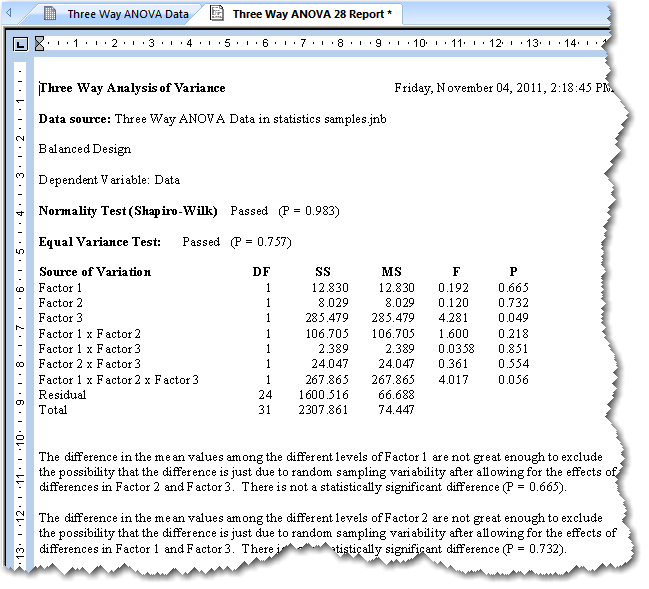 Three Way ANOVA Data
Three Way ANOVA 28 Report *
1 2 3 4 5 6 7 8 9 10 11 12 13 14
Three Way Analysis of Variance Friday, November 04, 2011, 2:18:45 PM
Data source: Three Way ANOVA Data in statistics samples.jnb
Balanced Design
Dependent Variable: Data
Normality Test (Shapiro-Wilk) Passed (P = 0.983)
Equal Variance Test: Passed (P = 0.757)
Source of Variation DF SS MS F P
Factor 1 1 12.830 12.830 0.192 0.665
Factor 2 1 8.029 8.029 0.120 0.732
Factor 3 1 285.479 285.479 4.281 0.049
Factor 1 x Factor 2 1 106.705 106.705 1.600 0.218
Factor 1 x Factor 3 1 2.389 2.389 0.0358 0.851
Factor 2 x Factor 3 1 24.047 24.047 0.361 0.554
Factor 1 x Factor 2 x Factor 3 1 267.865 267.865 4.017 0.056
Residual 24 1600.516 66.688
Total 31 2307.861 74.447
The difference in the mean values among the different levels of Factor 1 are not great enough to exclude
the possibility that the difference is just due to random sampling variability after allowing for the effects of
differences in Factor 2 and Factor 3. There is not a statistically significant difference (P = 0.665).
The difference in the mean values among the different levels of Factor 2 are not great enough to exclude
the possibility that the difference is just due to random sampling variability after allowing for the effects of
differences in Factor 1 and Factor 3. There statistically significant difference (P = 0.732).
1
2
3
4
5
6
7
8
9
10
11
12
13